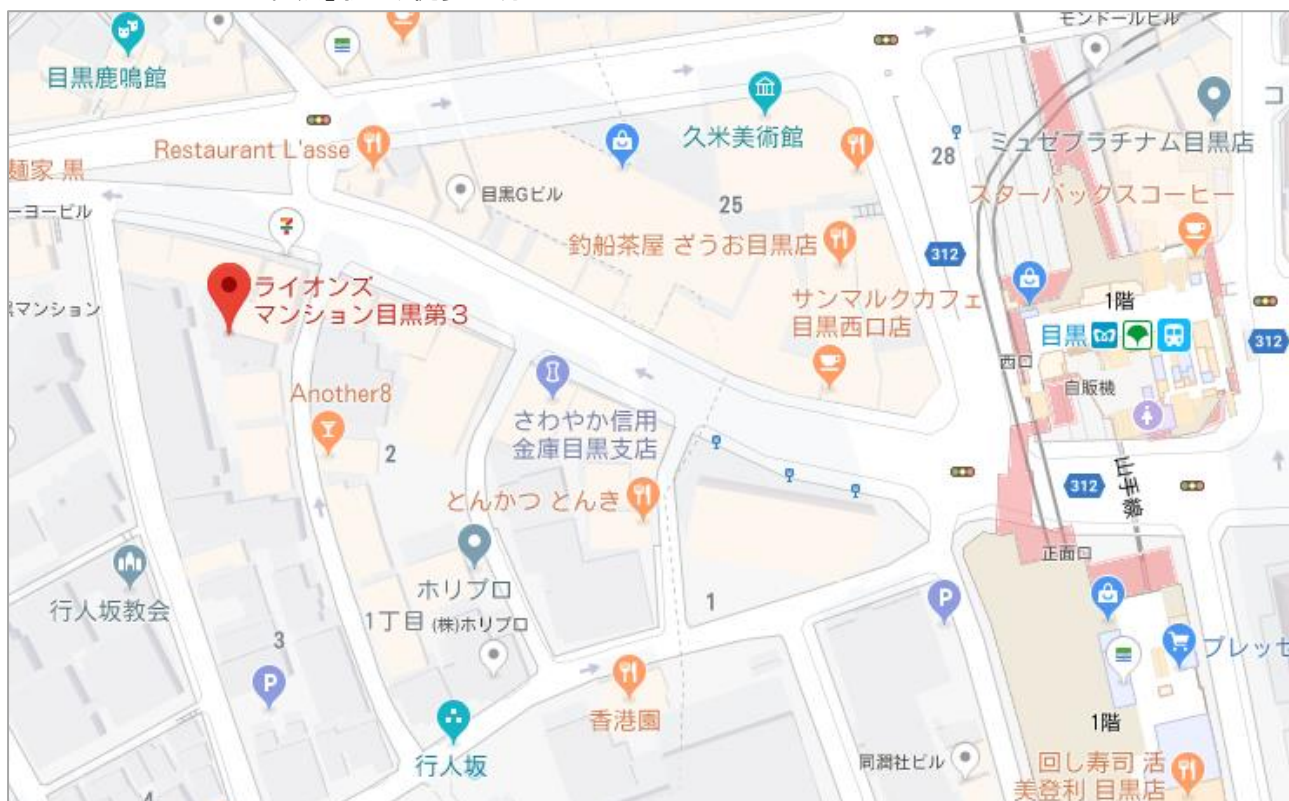 モンドールビル
目黒鹿鳴館
久米美術館
コ
ミュゼプラチナム目黒店
Restaurant L'asse
28
麺家 黒
目黒Gビル
スターバックスコーヒー
ーヨービル
25
釣船茶屋 ざうお目黒店
312
ライオンズ
マンション目黒第3
サンマルクカフェ
目黒西口店
1階
マンション
目黒
312
西口
自販機
Another8
さわやか信用
金庫目黒支店
2
312
山手線
とんかつ とんき
正面口
ホリプロ
行人坂教会
1丁目
(株)ホリプロ
1
P
3
プレッセ
P
香港園
1階
行人坂
同潤社ビル
回し寿司 活
美登利 目黒店
4